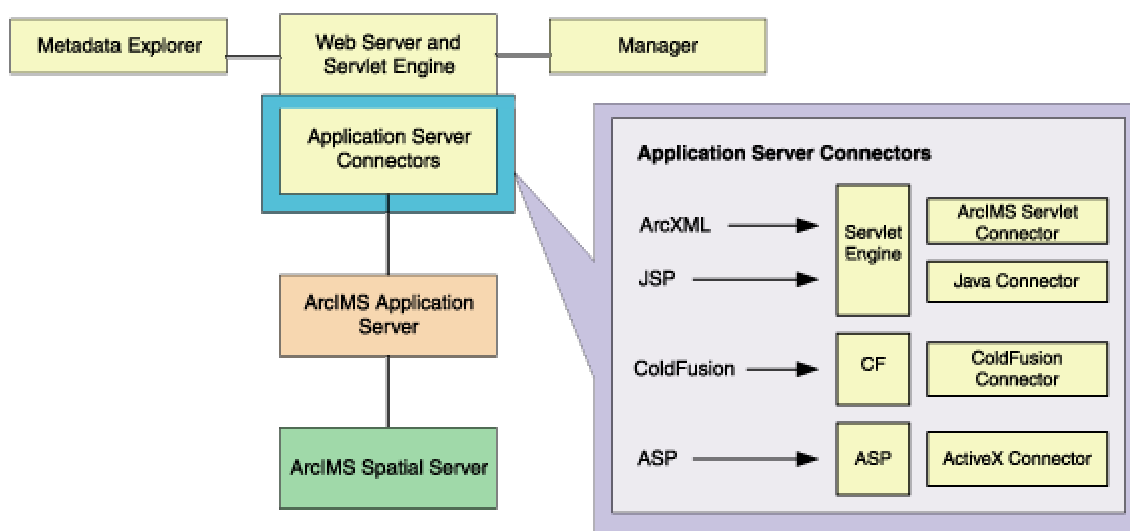 Metadata Explorer
Web Server and
Servlet Engine
Manager
Application Server
Connectors
ArcIMS Application
Server
ArcIMS Spatial Server
Application Server Connectors
ArcXML
JSP
Servlet
Engine
ArcIMS Servlet
Connector
Java Connector
ColdFusion
CF
ColdFusion
Connector
ASP
ASP
ActiveX Connector